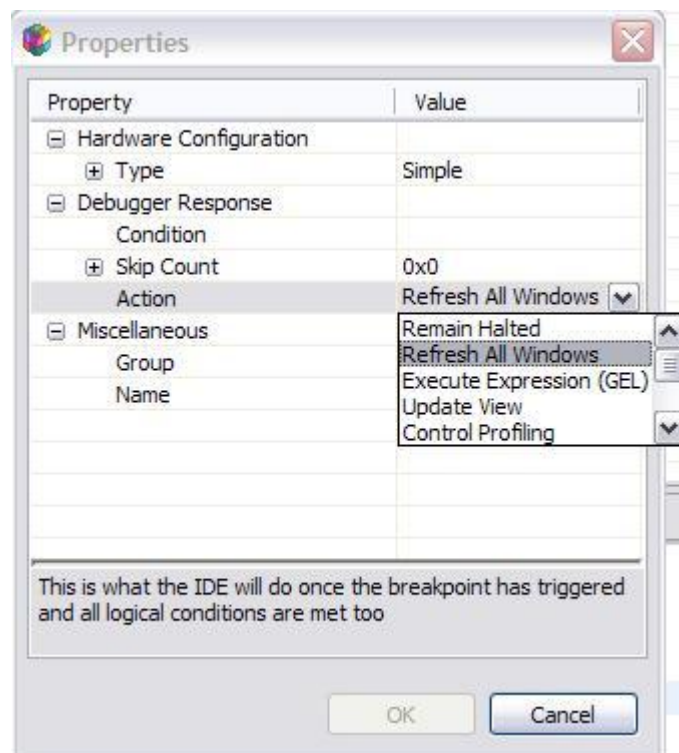 Properties
Property Value
Hardware Configuration
Type Simple
Debugger Response
Condition
Skip Count 0x0
Action Refresh All Windows
Miscellaneous Remain Halted
Refresh All Windows
Group Execute Expression (GEL)
Name Update View
Control Profiling
This is what the IDE will do once the breakpoint has triggered
and all logical conditions are met too
OK Cancel